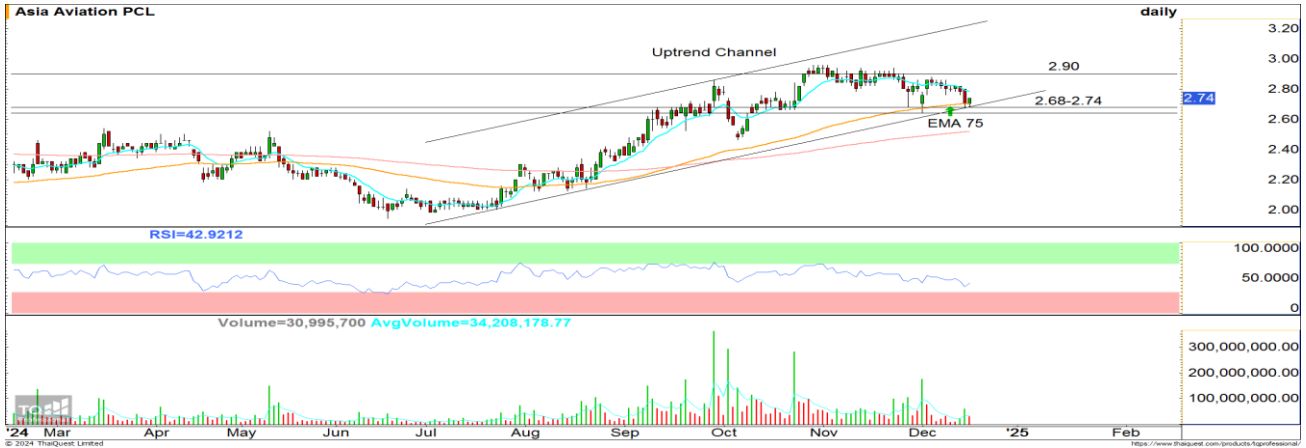 Asia Aviation PCL
daily
Uptrend Channel
3.20
3.00
2.90
2.80
2.74
2.68-2.74
2.60
EMA 75
2.40
2.20
2.00
RSI=42.9212
100.0000
50.0000
0
Volume=30,995,700 AvgVolume=34,208,178.77
300,000,000.00
200,000,000.00
100,000,000.00
'24 Mar Apr May Jun Jul Aug Sep Oct Nov Dec '25 Feb
© 2024 ThaiQuest Limited
https://www.thaiquest.com/products/tqprofessional/